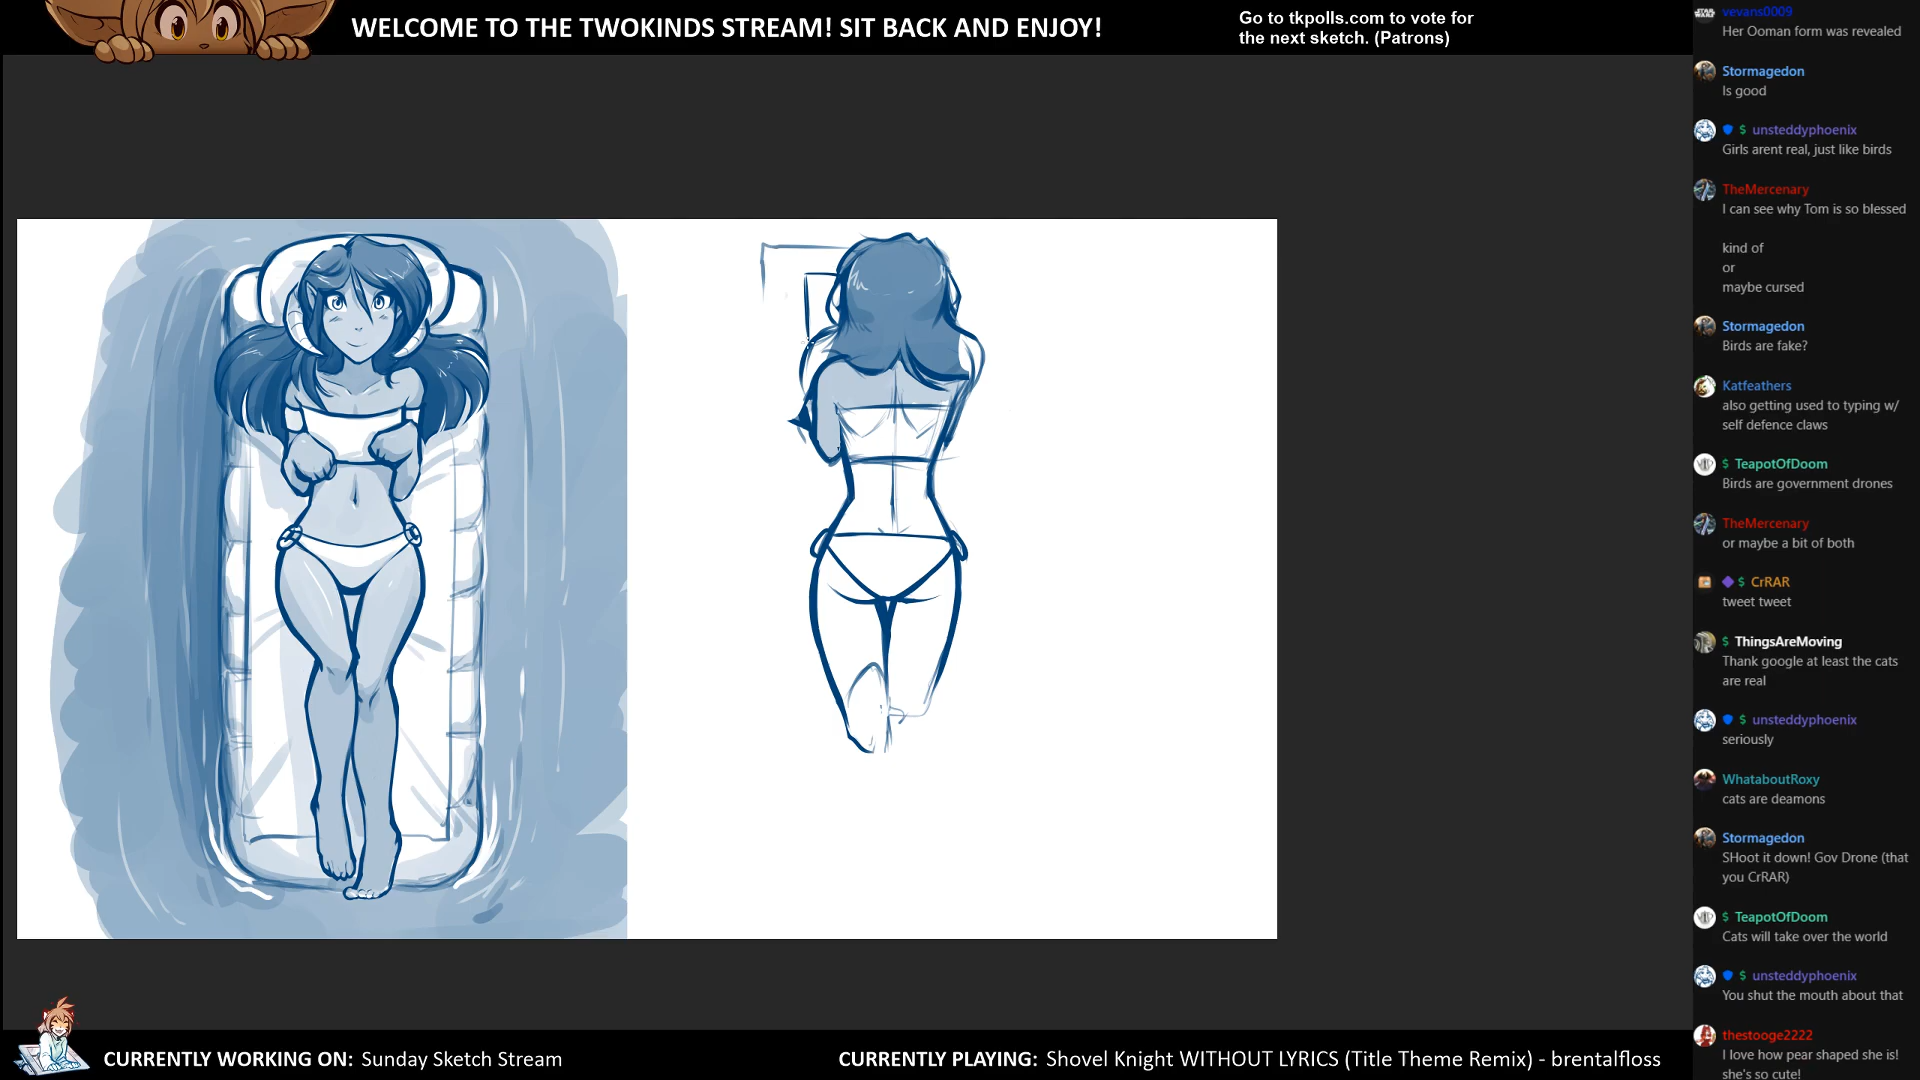 WELCOME TO THE TWOKINDS STREAM! SIT BACK AND ENJOY!
Go to tkpolls.com to vote for
the next sketch. (Patrons)
vevans0009
Her Ooman form was revealed
Stormagedon
Is good
$ unsteddyphoenix
Girls arent real, just like birds
TheMercenary
I can see why Tom is so blessed
kind of
or
maybe cursed
Stormagedon
Birds are fake?
Katfeathers
also getting used to typing w/
self defence claws
$ TeapotOfDoom
Birds are government drones
TheMercenary
or maybe a bit of both
$ CrRAR
tweet tweet
$ ThingsAreMoving
Thank google at least the cats
are real
$ unsteddyphoenix
seriously
WhataboutRoxy
cats are deamons
Stormagedon
SHoot it down! Gov Drone (that
you CrRAR)
$ TeapotOfDoom
Cats will take over the world
$ unsteddyphoenix
You shut the mouth about that
thestooge2222
I love how pear shaped she is!
she's so cute!
CURRENTLY WORKING ON: Sunday Sketch Stream
CURRENTLY PLAYING: Shovel Knight WITHOUT LYRICS (Title Theme Remix) - brentalfloss